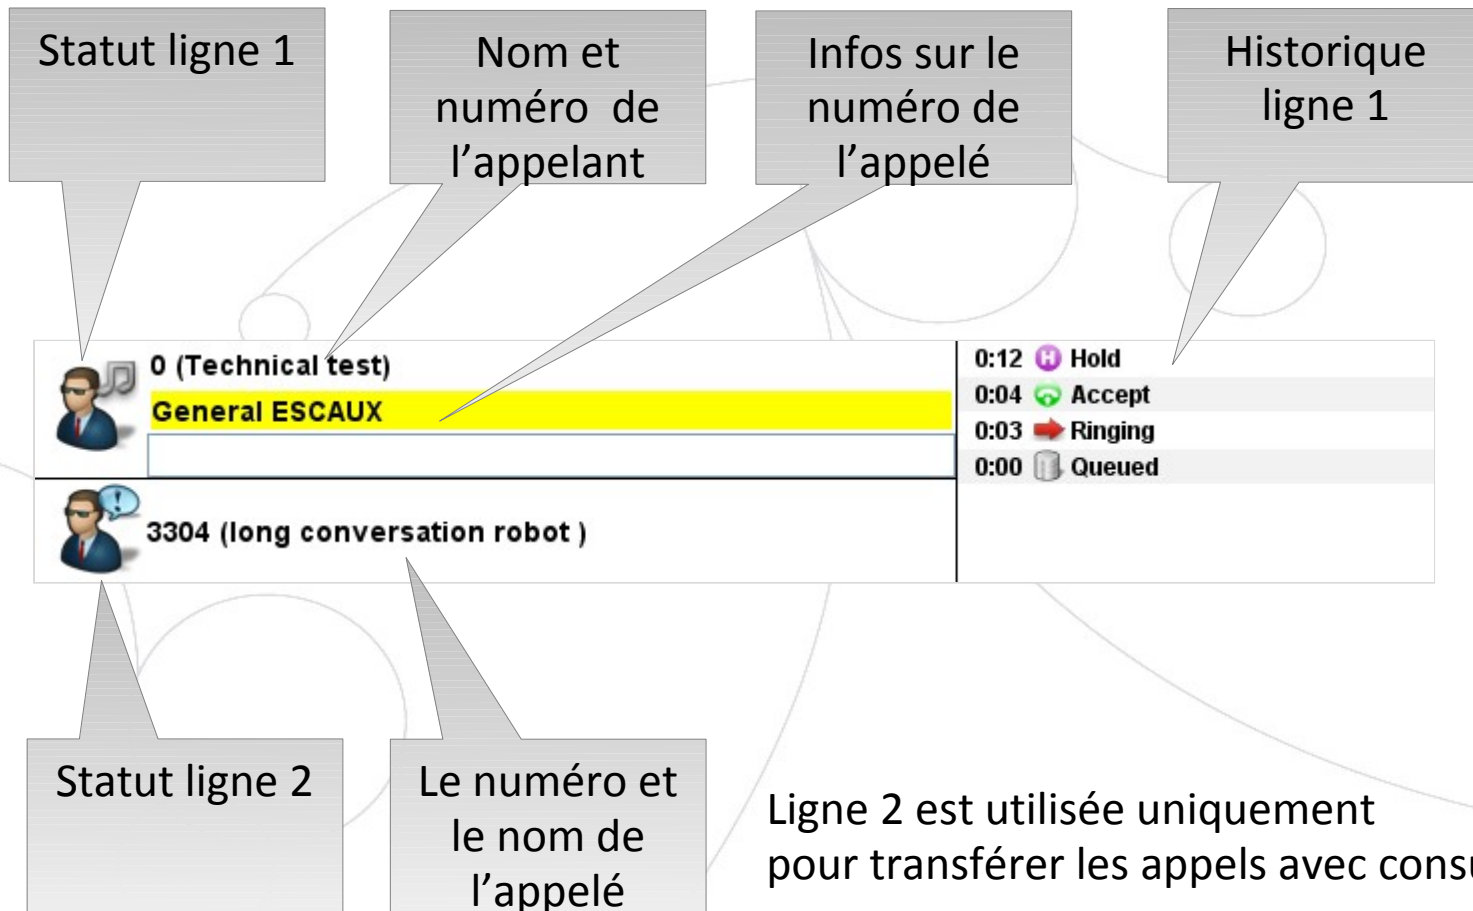 Statut ligne 1
Nom et
numéro de
l’appelant
Infos sur le
numéro de
l’appelé
Historique
ligne 1
0 (Technical test)
General ESCAUX
0:12 H Hold
0:04 Accept
0:03 Ringing
0:00 Queued
3304 (long conversation robot )
Statut ligne 2
Le numéro et
le nom de
l’appelé
Ligne 2 est utilisée uniquement
pour transférer les appels avec